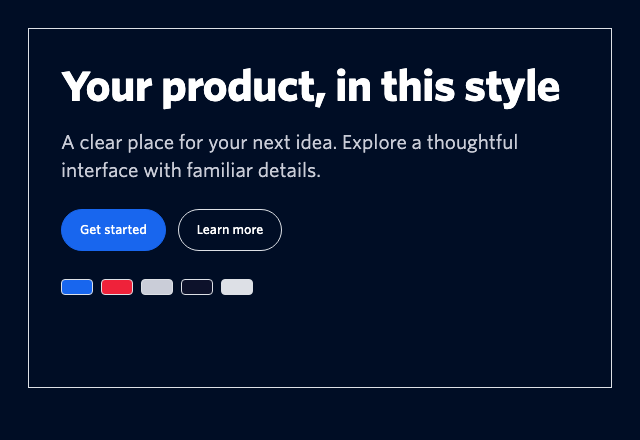 Your product, in this style
A clear place for your next idea. Explore a thoughtful
interface with familiar details.
Get started
Learn more